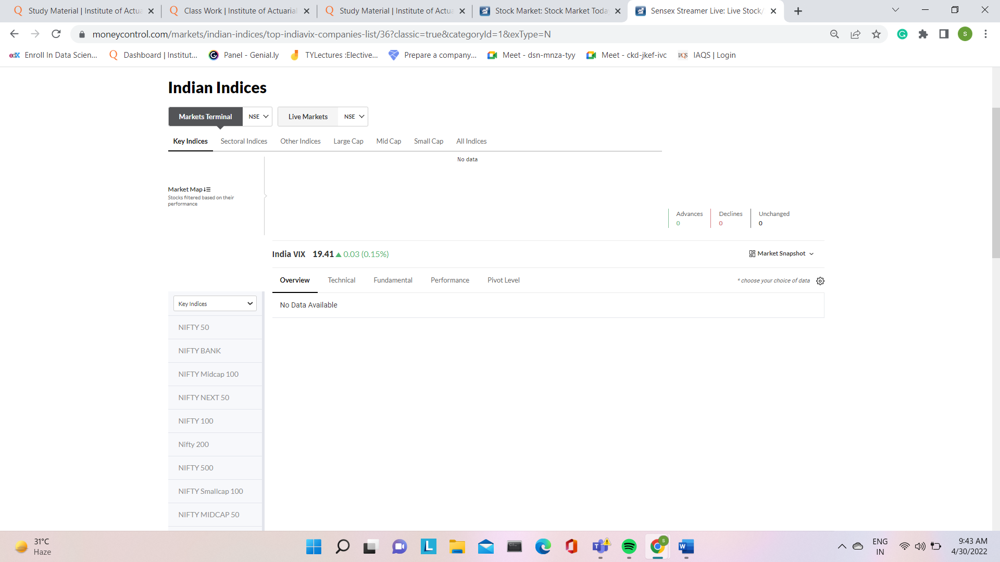 Study Material | Institute of Actua
Class Work | Institute of Actuarial
Study Material | Institute of Actua
Stock Market: Stock Market Toda
Sensex Streamer Live: Live Stock/
moneycontrol.com/markets/indian-indices/top-indiavix-companies-list/36?classic=true&categoryId=1&exType=N
S
edX Enroll In Data Scien...
Dashboard | Institut...
Panel - Genial.ly
TYLectures :Elective...
Prepare a company...
Meet - dsn-mnza-tyy
Meet - ckd-jkef-ivc
IAQS IAQS | Login
Indian Indices
Markets Terminal NSE
Live Markets NSE
Key Indices Sectoral Indices Other Indices Large Cap Mid Cap Small Cap All Indices
No data
Market Map
Stocks filtered based on their
performance
Advances Declines Unchanged
0 0 0
India VIX 19.41 0.03 (0.15%)
Market Snapshot
Overview Technical Fundamental Performance Pivot Level
* choose your choice of data
Key Indices
No Data Available
NIFTY 50
NIFTY BANK
NIFTY Midcap 100
NIFTY NEXT 50
NIFTY 100
Nifty 200
NIFTY 500
NIFTY Smallcap 100
NIFTY MIDCAP 50
31°C
Haze
ENG
IN
9:43 AM
4/30/2022